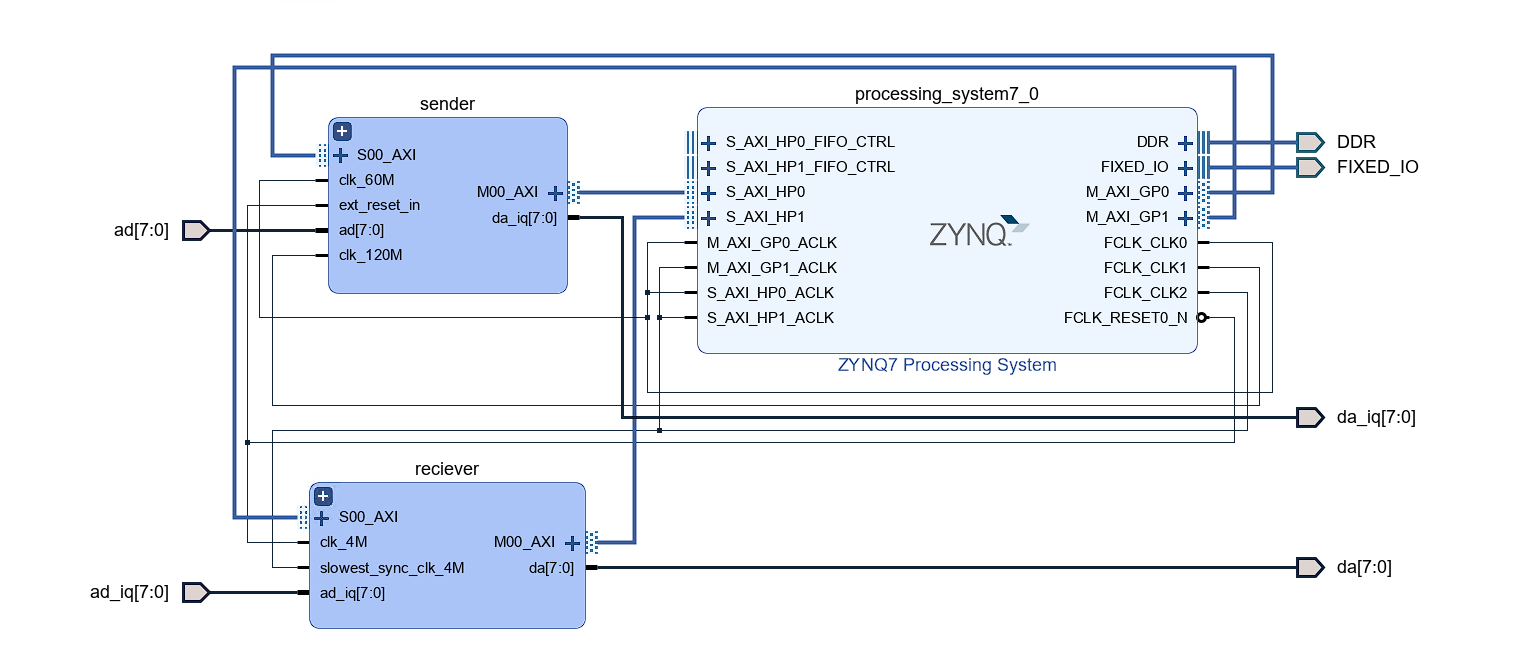 sender
S00_AXI
clk_60M
ext_reset_in
ad[7:0]
clk_120M
M00_AXI
da_iq[7:0]
ad[7:0]
processing_system7_0
S_AXI_HP0_FIFO_CTRL
S_AXI_HP1_FIFO_CTRL
S_AXI_HP0
S_AXI_HP1
M_AXI_GP0_ACLK
M_AXI_GP1_ACLK
S_AXI_HP0_ACLK
S_AXI_HP1_ACLK
ZYNQ
DDR
FIXED_IO
M_AXI_GP0
M_AXI_GP1
FCLK_CLK0
FCLK_CLK1
FCLK_CLK2
FCLK_RESET0_N
ZYNQ7 Processing System
DDR
FIXED_IO
da_iq[7:0]
reciever
S00_AXI
clk_4M
slowest_sync_clk_4M
ad_iq[7:0]
M00_AXI
da[7:0]
ad_iq[7:0]
da[7:0]